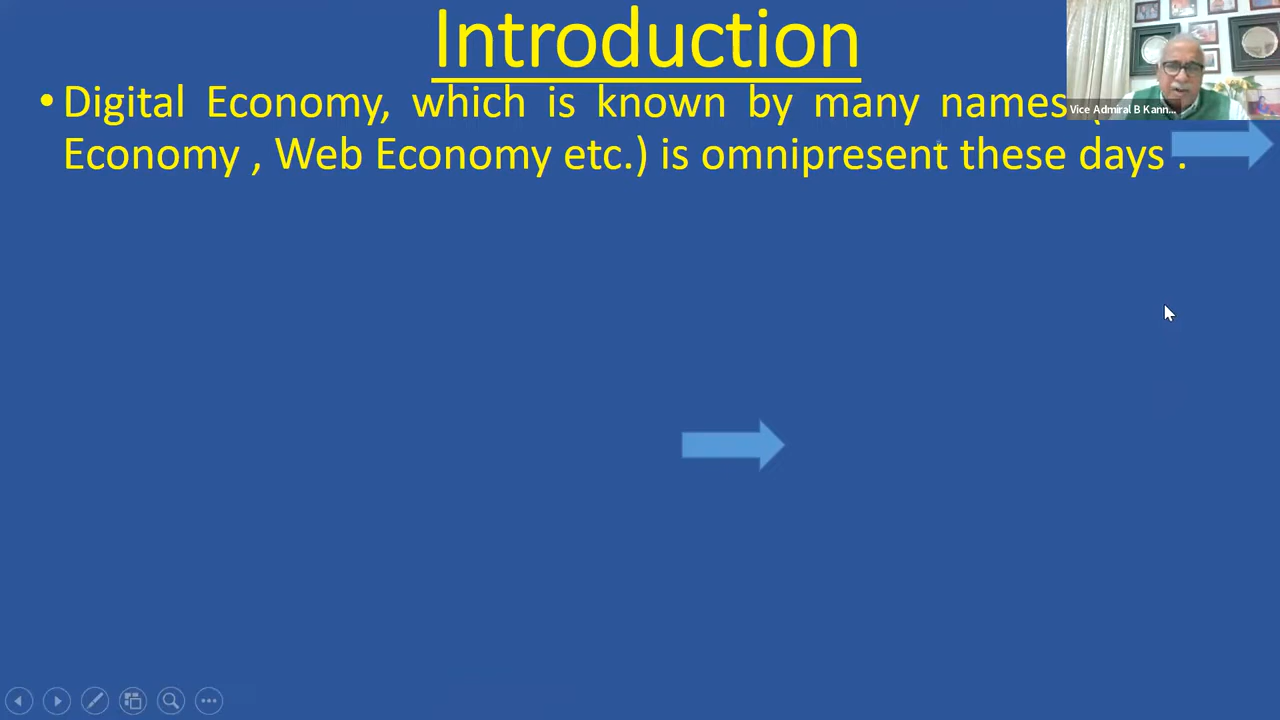 Introduction
• Digital Economy, which is known by many names
Vice Admiral B Kann...
Economy , Web Economy etc.) is omnipresent these days .